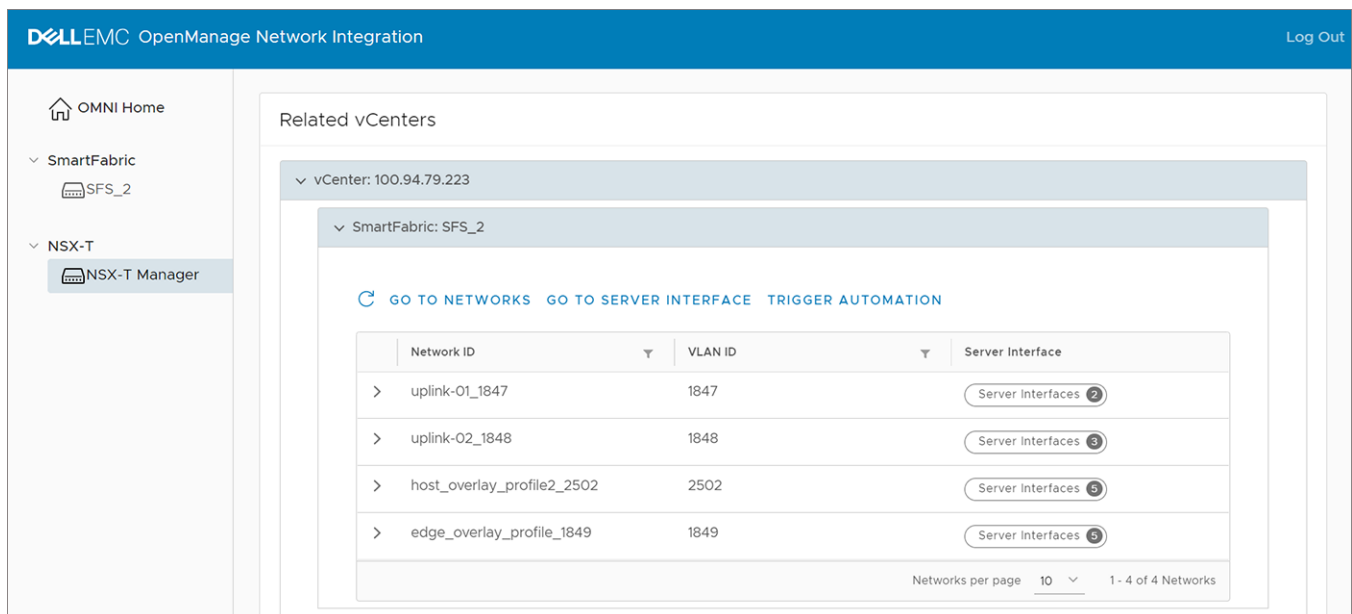 DELLEMC OpenManage Network Integration
Log Out
OMNI Home
SmartFabric
SFS_2
NSX-T
NSX-T Manager
Related vCenters
vCenter: 100.94.79.223
SmartFabric: SFS_2
GO TO NETWORKS GO TO SERVER INTERFACE TRIGGER AUTOMATION
Network ID VLAN ID Server Interface
uplink-01_1847 1847 Server Interfaces 2
uplink-02_1848 1848 Server Interfaces 3
host_overlay_profile2_2502 2502 Server Interfaces 5
edge_overlay_profile_1849 1849 Server Interfaces 5
Networks per page 10 1 - 4 of 4 Networks